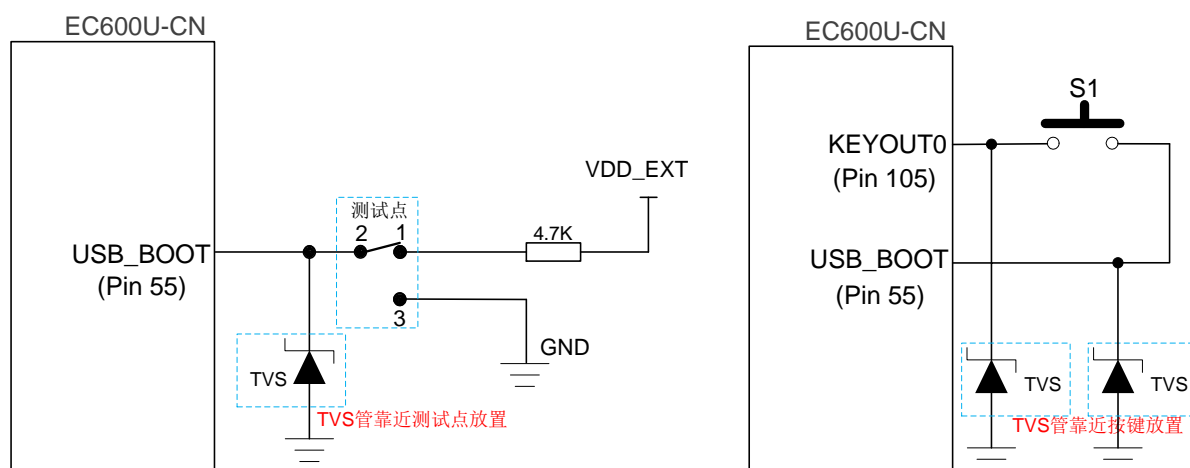 EC600U-CN
VDD_EXT
测试点
2 1
4.7K
USB_BOOT
(Pin 55)
3
GND
TVS
TVS管靠近测试点放置
EC600U-CN
S1
KEYOUT0
(Pin 105)
USB_BOOT
(Pin 55)
TVS
TVS
TVS管靠近按键放置